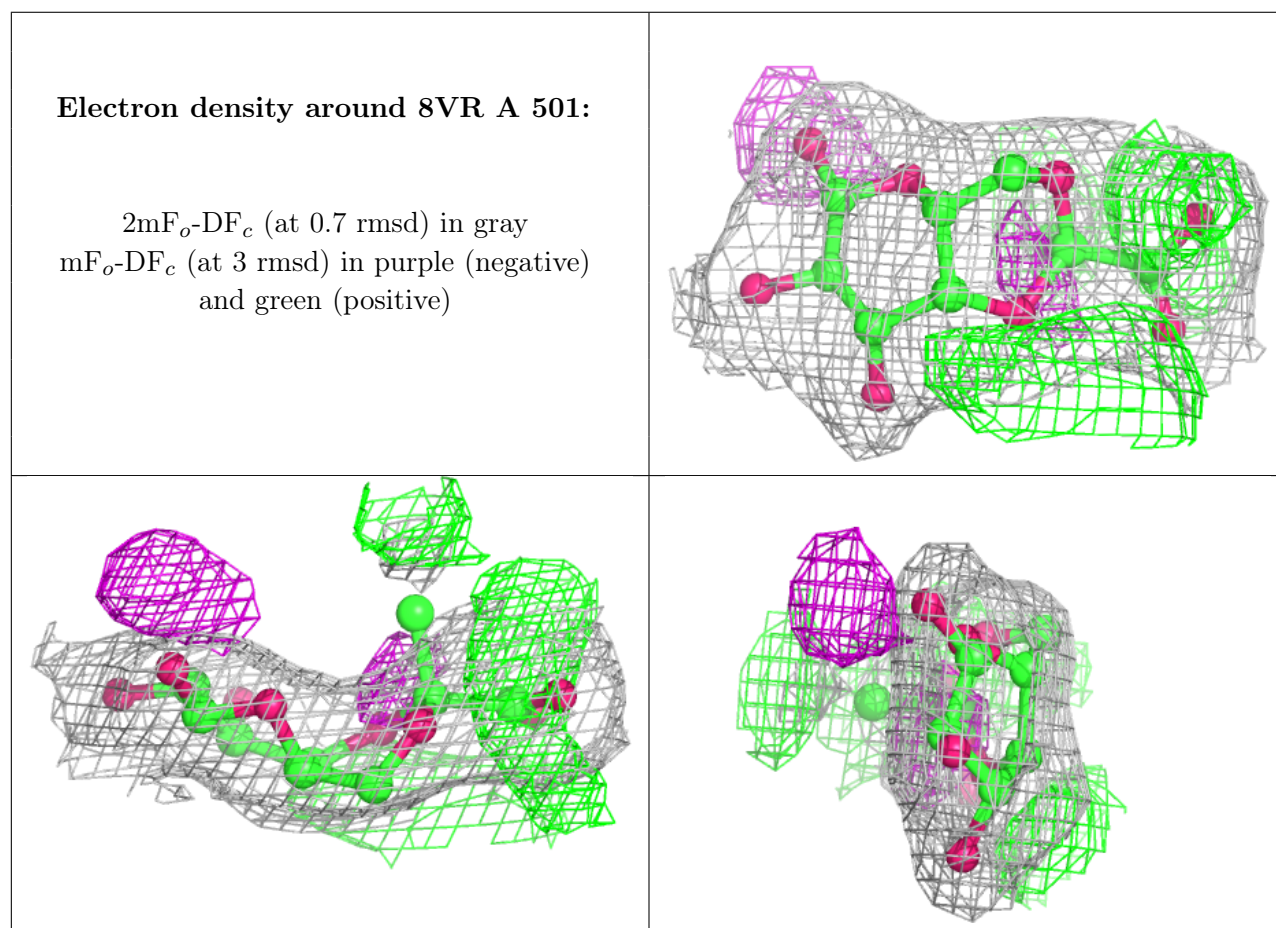 Electron density around 8VR A 501:
2mFo-DFc (at 0.7 rmsd) in gray
mFo-DFc (at 3 rmsd) in purple (negative)
and green (positive)